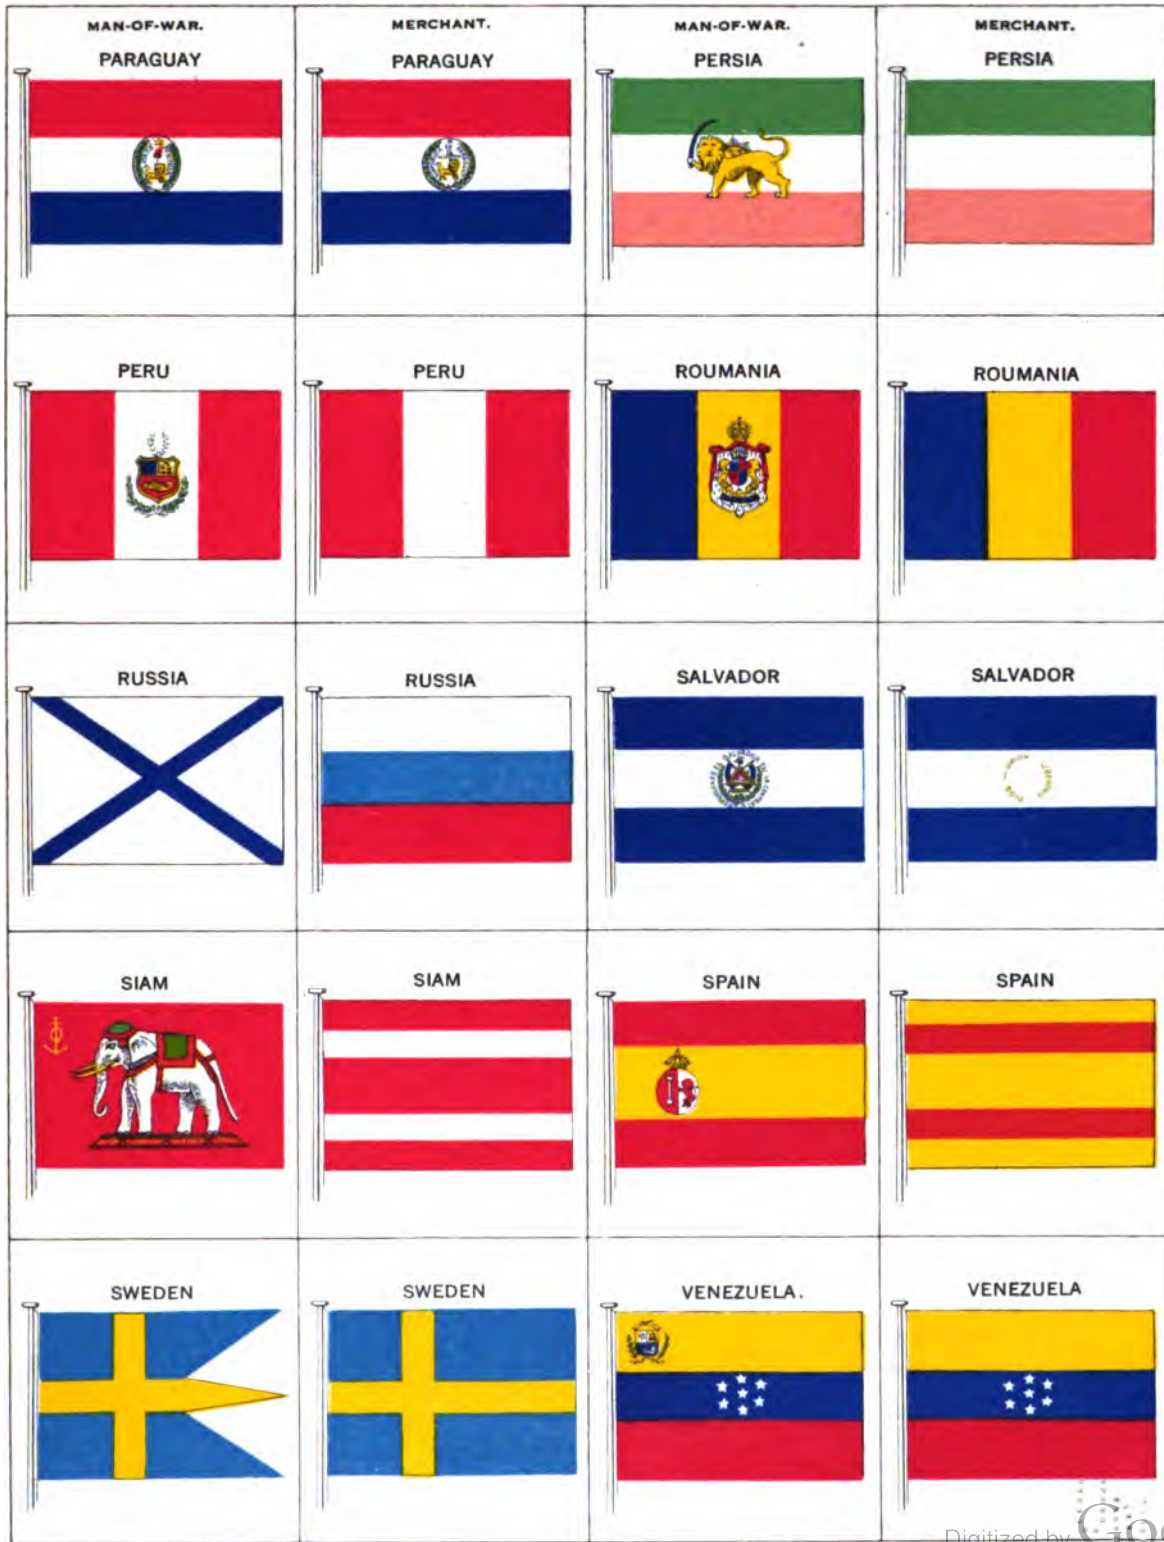 MAN-OF-WAR. MERCHANT. MAN-OF-WAR. MERCHANT.
PARAGUAY PARAGUAY PERSIA PERSIA
PERU PERU ROUMANIA ROUMANIA
RUSSIA RUSSIA SALVADOR SALVADOR
SIAM SIAM SPAIN SPAIN
SWEDEN SWEDEN VENEZUELA. VENEZUELA
Digitized by